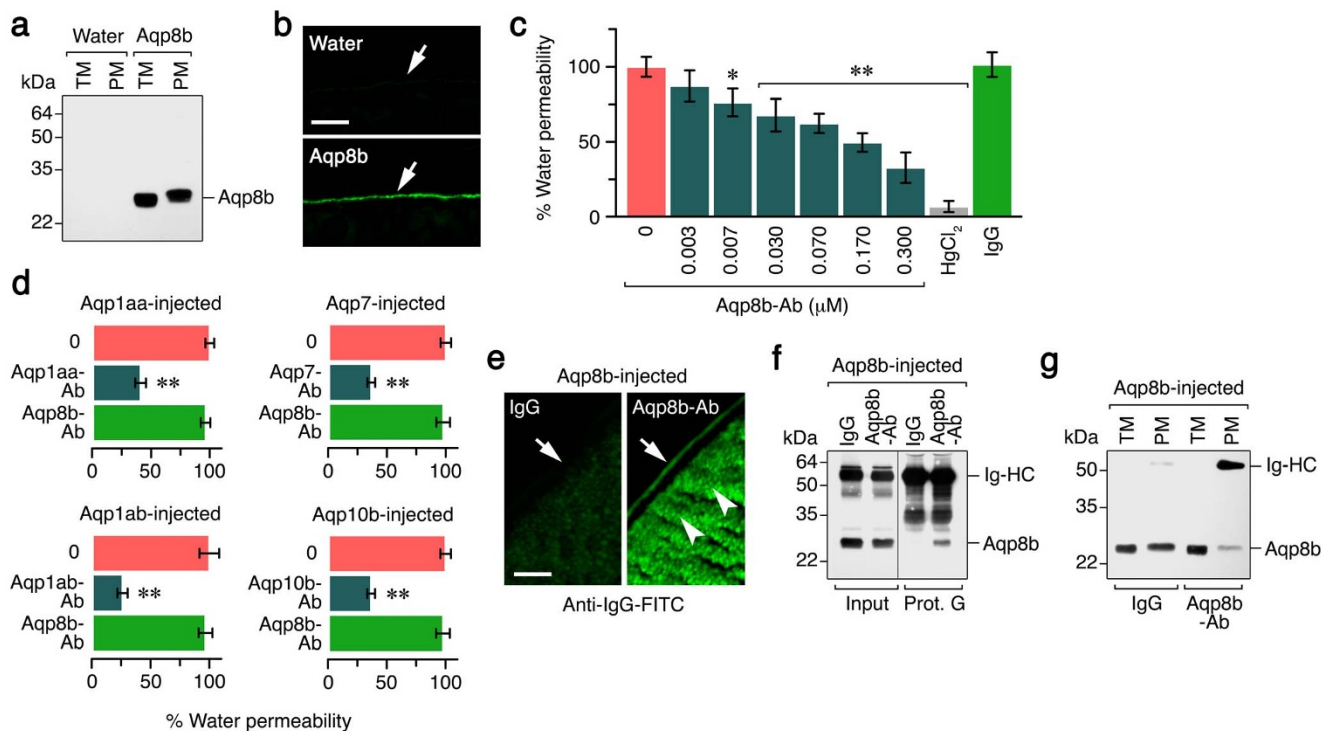 a
Water Aqp8b
kDa TM PM TM PM
64
50
35
22
Aqp8b
b
Water
Aqp8b
c
% Water permeability
100
50
0
* **
0 0.003 0.007 0.030 0.070 0.170 0.300 HgCl₂ IgG
Aqp8b-Ab (μM)
d
Aqp1aa-injected
0
Aqp1aa-
Ab
**
Aqp8b-
Ab
0 50 100
Aqp7-injected
0
Aqp7-
Ab
**
Aqp8b-
Ab
0 50 100
Aqp1ab-injected
0
Aqp1ab-
Ab
**
Aqp8b-
Ab
0 50 100
Aqp10b-injected
0
Aqp10b-
Ab
**
Aqp8b-
Ab
0 50 100
% Water permeability
e
Aqp8b-injected
IgG Aqp8b-Ab
Anti-IgG-FITC
f
Aqp8b-injected
IgG Aqp8b-Ab IgG Aqp8b-Ab
kDa
64
50
35
22
Ig-HC
Aqp8b
Input Prot. G
g
Aqp8b-injected
kDa TM PM TM PM
50
35
22
Ig-HC
Aqp8b
IgG Aqp8b
-Ab